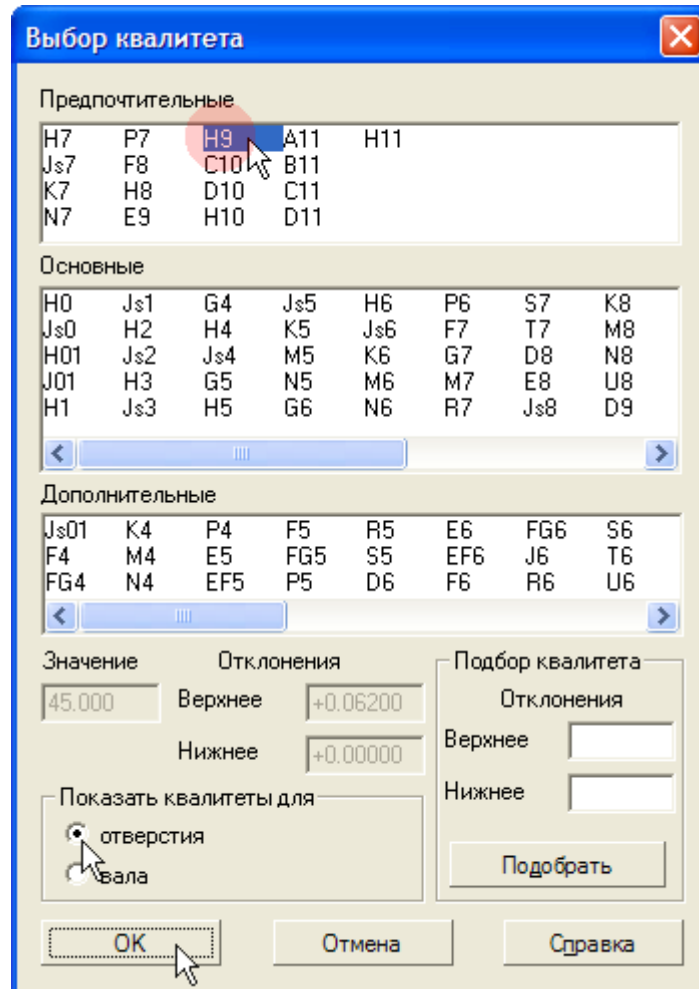 Выбор квалитета
Предпочтительные
H7 P7 H9 A11 H11
Js7 F8 C10 B11
K7 H8 D10 C11
N7 E9 H10 D11
Основные
H0 Js1 G4 Js5 H6 P6 S7 K8
Js0 H2 H4 K5 Js6 F7 T7 M8
H01 Js2 Js4 M5 K6 G7 D8 N8
J01 H3 G5 N5 M6 M7 E8 U8
H1 Js3 H5 G6 N6 R7 Js8 D9
Дополнительные
Js01 K4 P4 F5 R5 E6 FG6 S6
F4 M4 E5 FG5 S5 EF6 J6 T6
FG4 N4 EF5 P5 D6 F6 R6 U6
Значение Отклонения Подбор квалитета
45.000 Верхнее +0.06200 Отклонения
Верхнее
Нижнее +0.00000
Нижнее
Показать квалитеты для
отверстия
вала
Подобрать
OK Отмена Справка